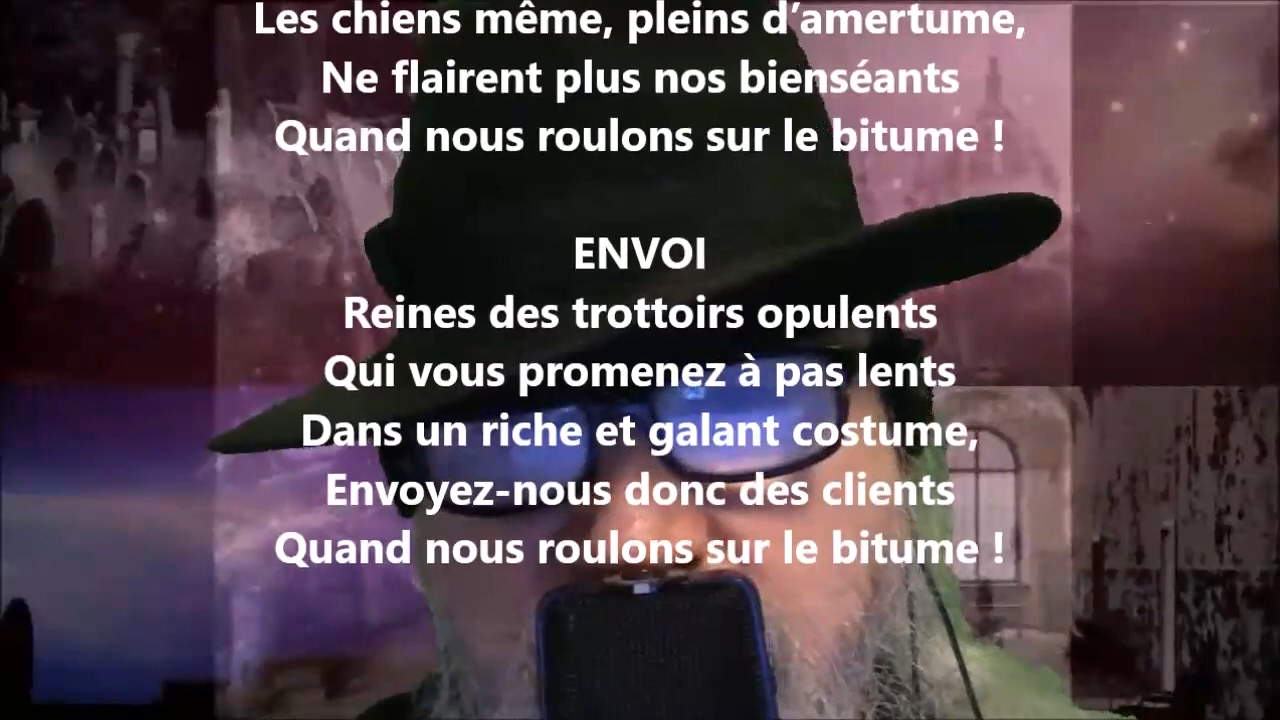 Les chiens même, pleins d’amertume,
Ne flairent plus nos bienséants
Quand nous roulons sur le bitume !
ENVOI
Reines des trottoirs opulents
Qui vous promenez à pas lents
Dans un riche et galant costume,
Envoyez-nous donc des clients
Quand nous roulons sur le bitume !